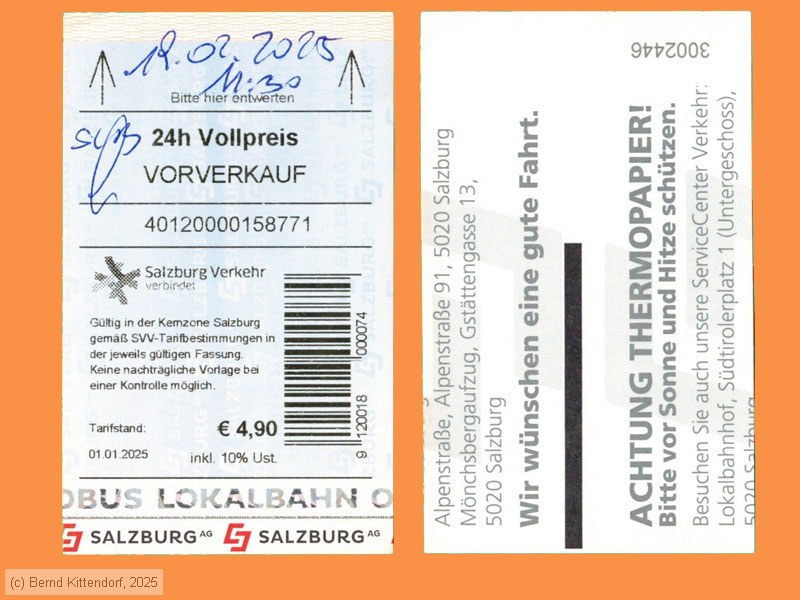 19.02.2025
11:30
Bitte hier entwerten
24h Vollpreis
VORVERKAUF
40120000158771
Salzburg Verkehr
verbindet
Gültig in der Kernzone Salzburg
gemäß SVV-Tarifbestimmungen in
der jeweils gültigen Fassung.
Keine nachträgliche Vorlage bei
einer Kontrolle möglich.
Tarifstand:
01.01.2025
€ 4,90
inkl. 10% Ust.
9 120018 000074
OBUS LOKALBAHN O
SALZBURG AG SALZBURG AG
3002446
Alpenstraße, Alpenstraße 91, 5020 Salzburg
Mönchsbergaufzug, Gstättengasse 13,
5020 Salzburg
Wir wünschen eine gute Fahrt.
ACHTUNG THERMOPAPIER!
Bitte vor Sonne und Hitze schützen.
Besuchen Sie auch unsere ServiceCenter Verkehr:
Lokalbahnhof, Südtirolerplatz 1 (Untergeschoss),
5020 Salzburg
(c) Bernd Kittendorf, 2025